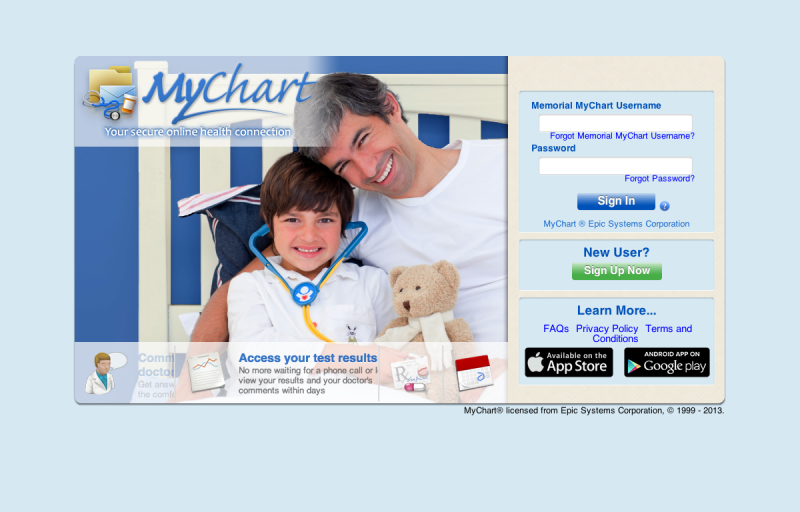 MyChart
Your secure online health connection
Memorial MyChart Username
Forgot Memorial MyChart Username?
Password
Forgot Password?
Sign In
?
MyChart ® Epic Systems Corporation
New User?
Sign Up Now
Learn More...
FAQs Privacy Policy Terms and
Conditions
Available on the
App Store
ANDROID APP ON
Google play
Comm
doctor
Get answ
the comf
Access your test results
No more waiting for a phone call or l
view your results and your doctor's
comments within days
MyChart® licensed from Epic Systems Corporation, © 1999 - 2013.